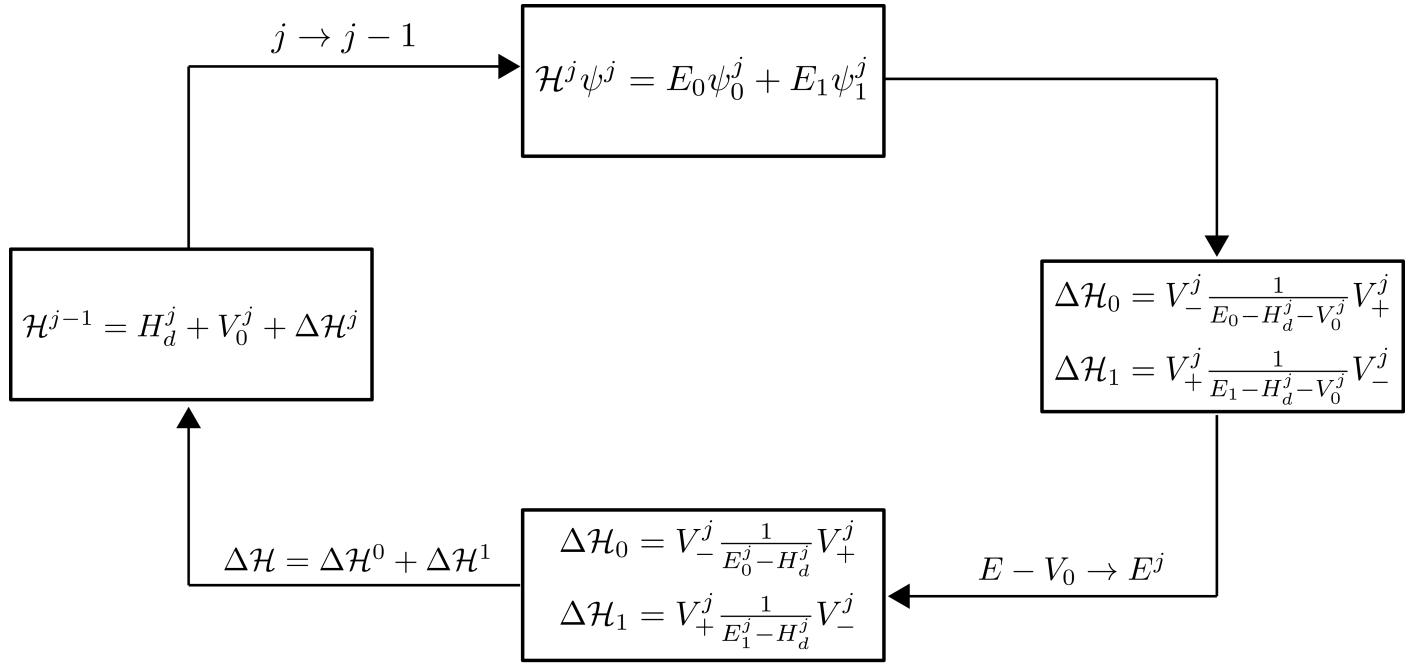 j → j − 1
ℋ^j ψ^j = E_0 ψ_0^j + E_1 ψ_1^j
Δℋ_0 = V_−^j \frac{1}{E_0 − H_d^j − V_0^j} V_+^j
Δℋ_1 = V_+^j \frac{1}{E_1 − H_d^j − V_0^j} V_−^j
E − V_0 → E^j
Δℋ_0 = V_−^j \frac{1}{E_0^j − H_d^j} V_+^j
Δℋ_1 = V_+^j \frac{1}{E_1^j − H_d^j} V_−^j
Δℋ = Δℋ^0 + Δℋ^1
ℋ^{j−1} = H_d^j + V_0^j + Δℋ^j